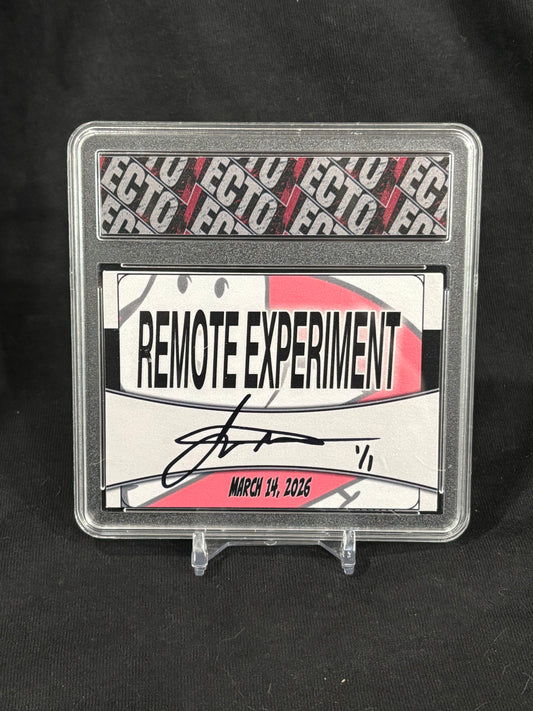 ECTO ECTO ECTO ECTO
REMOTE EXPERIMENT
1/1
MARCH 14, 2026